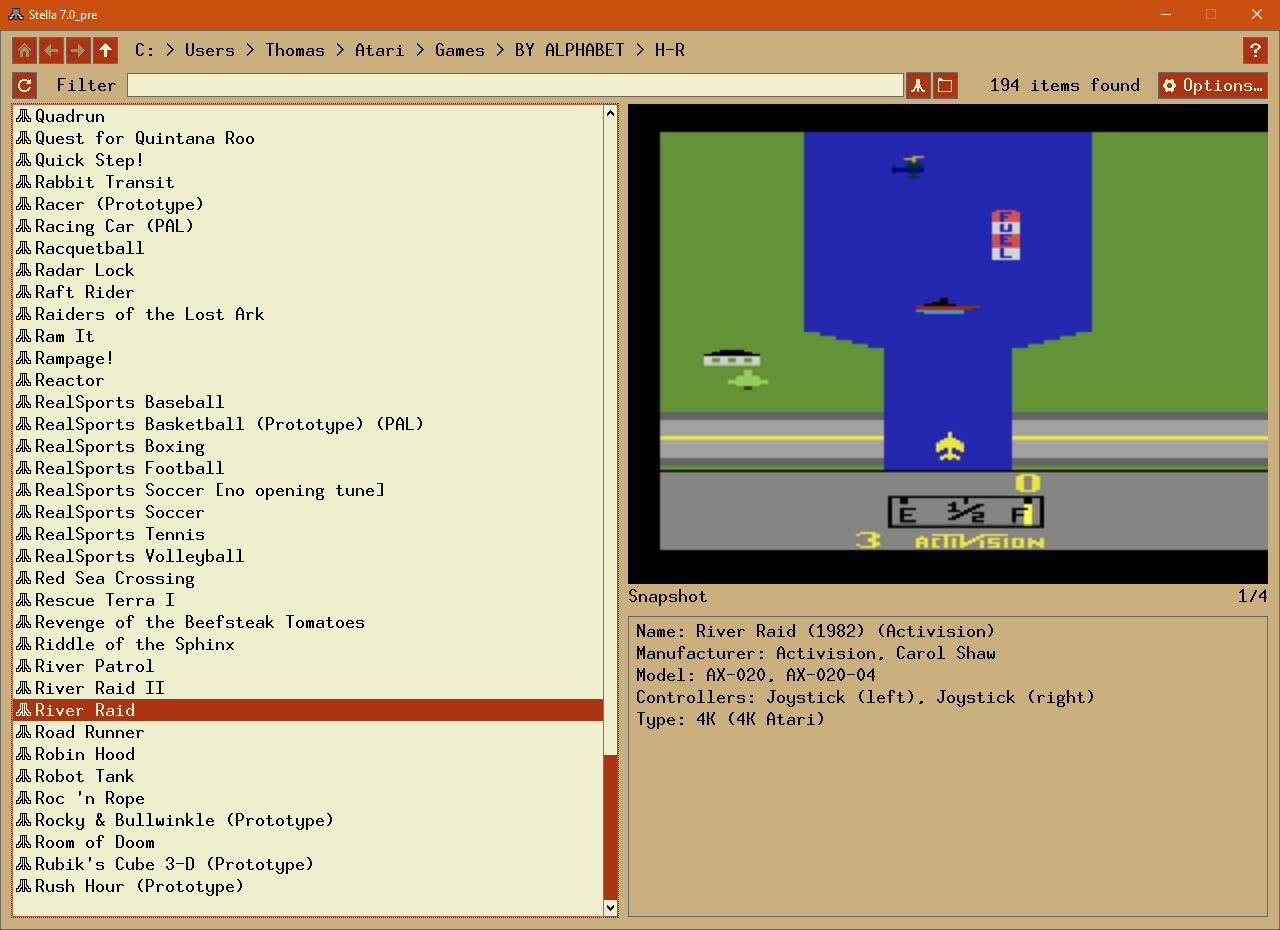 Stella 7.0_pre
C: > Users > Thomas > Atari > Games > BY ALPHABET > H-R
?
Filter
194 items found
Options…
Quadrun
Quest for Quintana Roo
Quick Step!
Rabbit Transit
Racer (Prototype)
Racing Car (PAL)
Racquetball
Radar Lock
Raft Rider
Raiders of the Lost Ark
Ram It
Rampage!
Reactor
RealSports Baseball
RealSports Basketball (Prototype) (PAL)
RealSports Boxing
RealSports Football
RealSports Soccer [no opening tune]
RealSports Soccer
RealSports Tennis
RealSports Volleyball
Red Sea Crossing
Rescue Terra I
Revenge of the Beefsteak Tomatoes
Riddle of the Sphinx
River Patrol
River Raid II
River Raid
Road Runner
Robin Hood
Robot Tank
Roc 'n Rope
Rocky & Bullwinkle (Prototype)
Room of Doom
Rubik's Cube 3-D (Prototype)
Rush Hour (Prototype)
FUEL
0
E 1/2 F
3 ACTIVISION
Snapshot 1/4
Name: River Raid (1982) (Activision)
Manufacturer: Activision, Carol Shaw
Model: AX-020, AX-020-04
Controllers: Joystick (left), Joystick (right)
Type: 4K (4K Atari)